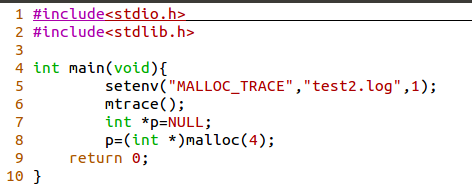 1 #include<stdio.h>
2 #include<stdlib.h>
3
4 int main(void){
5         setenv("MALLOC_TRACE","test2.log",1);
6         mtrace();
7         int *p=NULL;
8         p=(int *)malloc(4);
9     return 0;
10 }